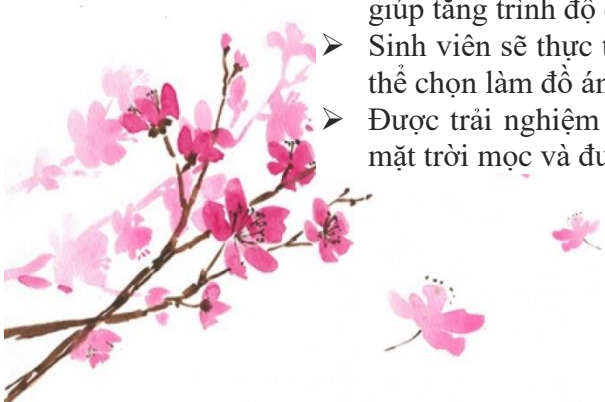 giúp tăng trình độ
➢ Sinh viên sẽ thực
thể chọn làm đồ án
➢ Được trải nghiệm
mặt trời mọc và